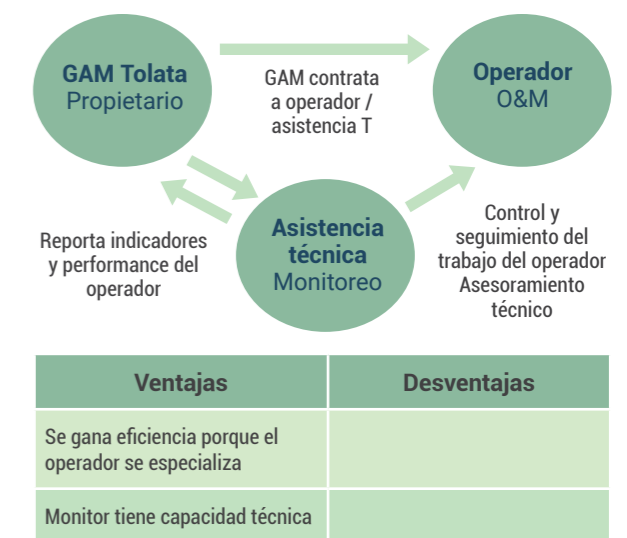 GAM Tolata
Propietario
GAM contrata
a operador /
asistencia T
Operador
O&M
Reporta indicadores
y performance del
operador
Asistencia
técnica
Monitoreo
Control y
seguimiento del
trabajo del operador
Asesoramiento
técnico
Ventajas
Desventajas
Se gana eficiencia porque el
operador se especializa
Monitor tiene capacidad técnica